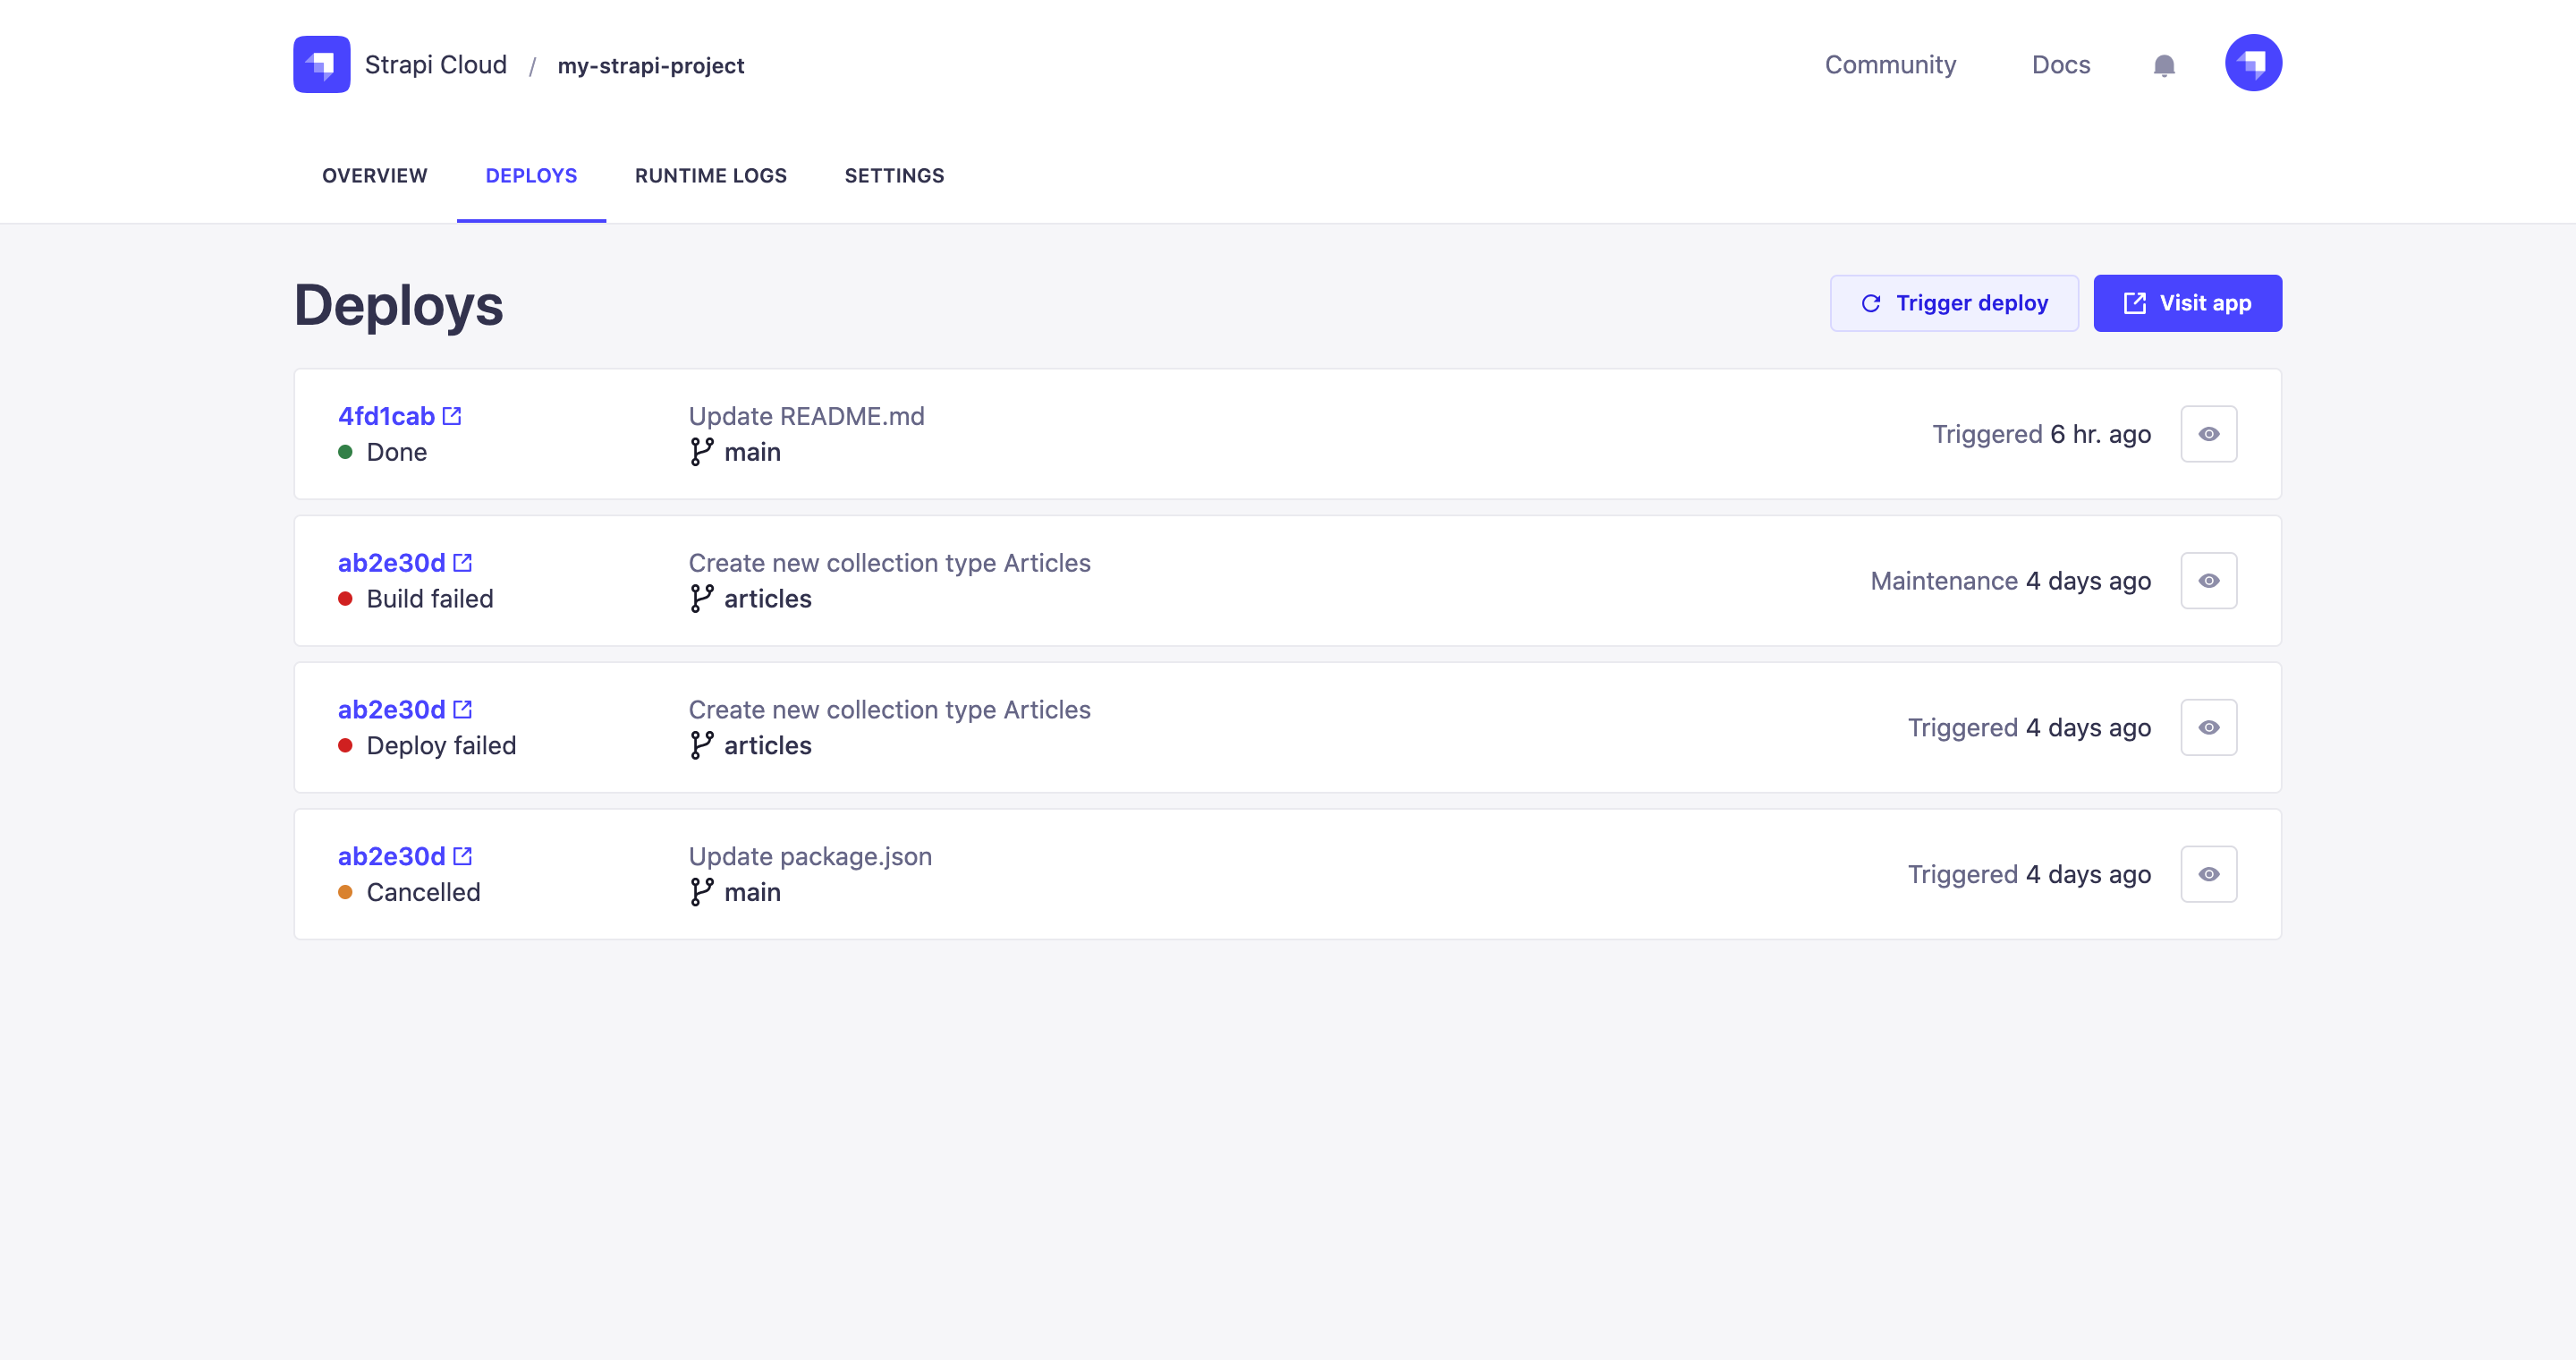 Strapi Cloud / my-strapi-project
Community Docs
OVERVIEW DEPLOYS RUNTIME LOGS SETTINGS
Deploys
Trigger deploy
Visit app
4fd1cab
Done
Update README.md
main
Triggered 6 hr. ago
ab2e30d
Build failed
Create new collection type Articles
articles
Maintenance 4 days ago
ab2e30d
Deploy failed
Create new collection type Articles
articles
Triggered 4 days ago
ab2e30d
Cancelled
Update package.json
main
Triggered 4 days ago